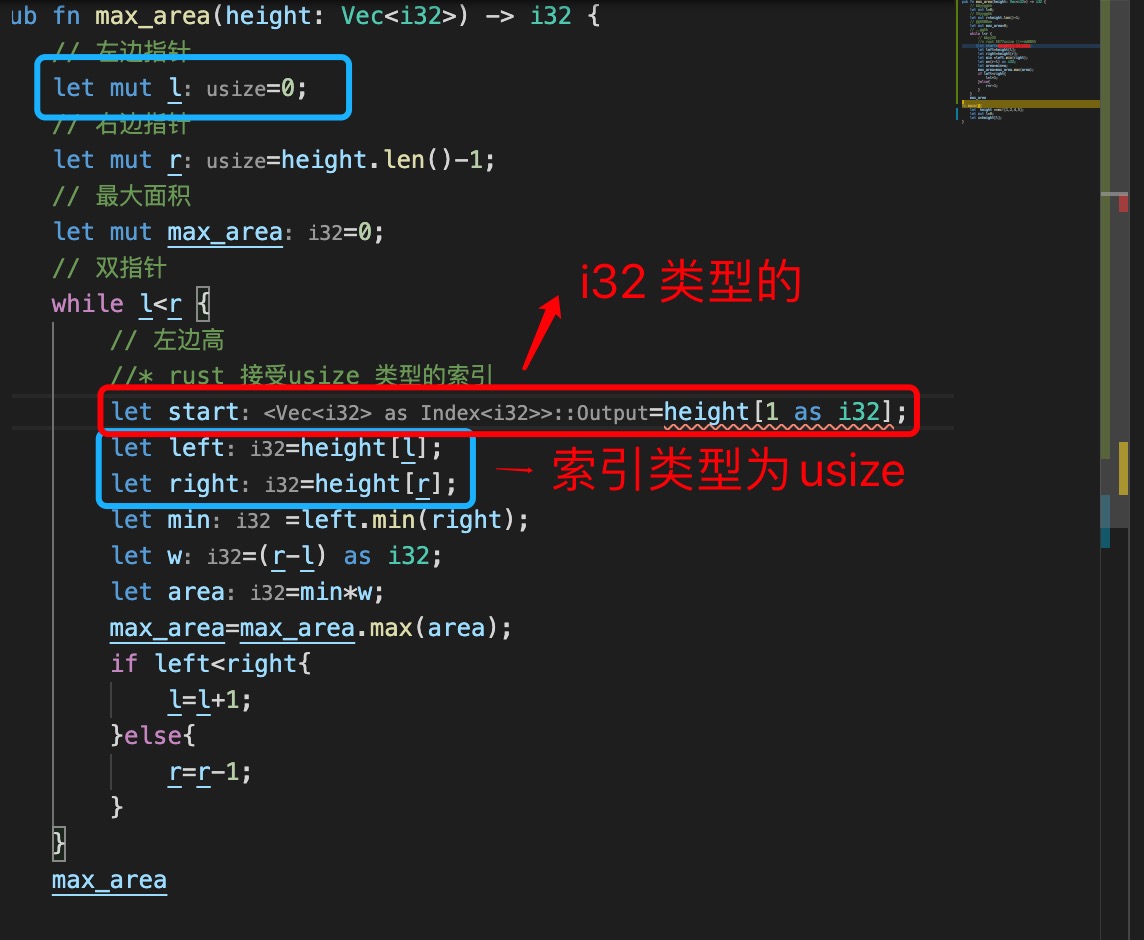 ub fn max_area(height: Vec<i32>) -> i32 {
// 左边指针
let mut l: usize=0;
// 右边指针
let mut r: usize=height.len()-1;
// 最大面积
let mut max_area: i32=0;
// 双指针
i32 类型的
while l<r {
// 左边高
//* rust 接受usize 类型的索引
let start: <Vec<i32> as Index<i32>>::Output=height[1 as i32];
let left: i32=height[l];
索引类型为 usize
let right: i32=height[r];
let min: i32 =left.min(right);
let w: i32=(r-l) as i32;
let area: i32=min*w;
max_area=max_area.max(area);
if left<right{
l=l+1;
}else{
r=r-1;
}
}
max_area